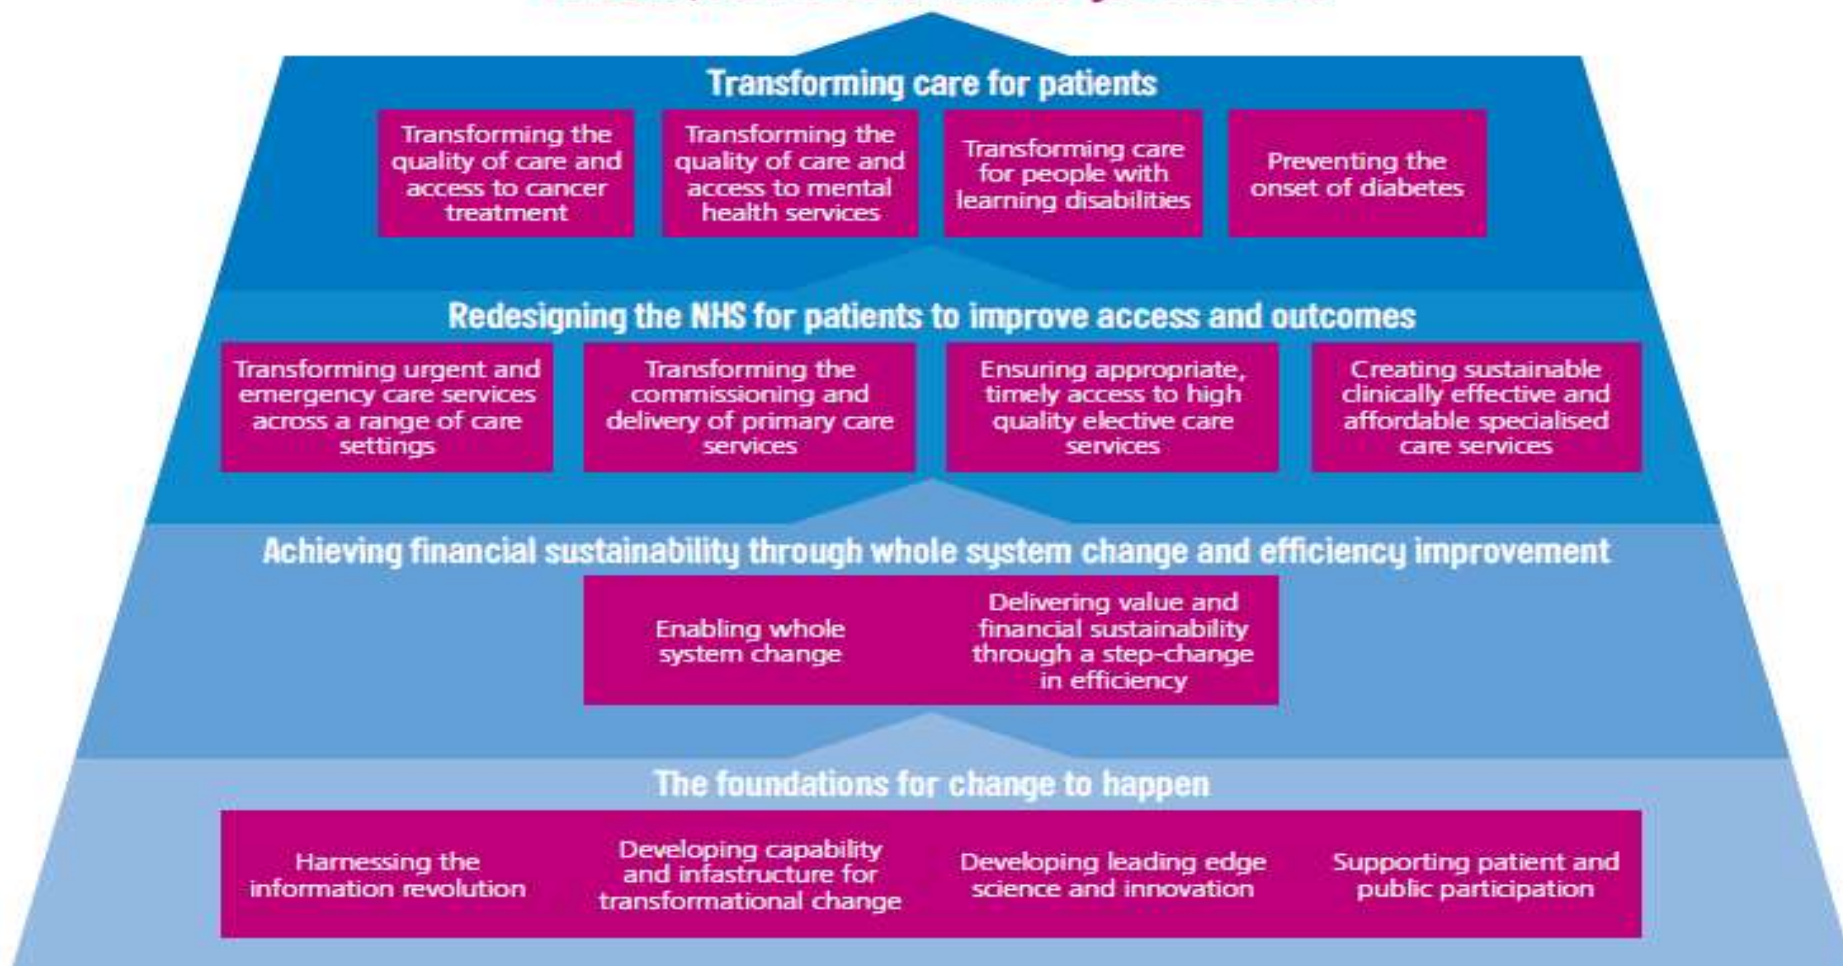 Transforming care for patients
Transforming the
quality of care and
access to cancer
treatment
Transforming the
quality of care and
access to mental
health services
Transforming care
for people with
learning disabilities
Preventing the
onset of diabetes
Redesigning the NHS for patients to improve access and outcomes
Transforming urgent and
emergency care services
across a range of care
settings
Transforming the
commissioning and
delivery of primary care
services
Ensuring appropriate,
timely access to high
quality elective care
services
Creating sustainable
clinically effective and
affordable specialised
care services
Achieving financial sustainability through whole system change and efficiency improvement
Enabling whole
system change
Delivering value and
financial sustainability
through a step-change
in efficiency
The foundations for change to happen
Harnessing the
information revolution
Developing capability
and infastructure for
transformational change
Developing leading edge
science and innovation
Supporting patient and
public participation